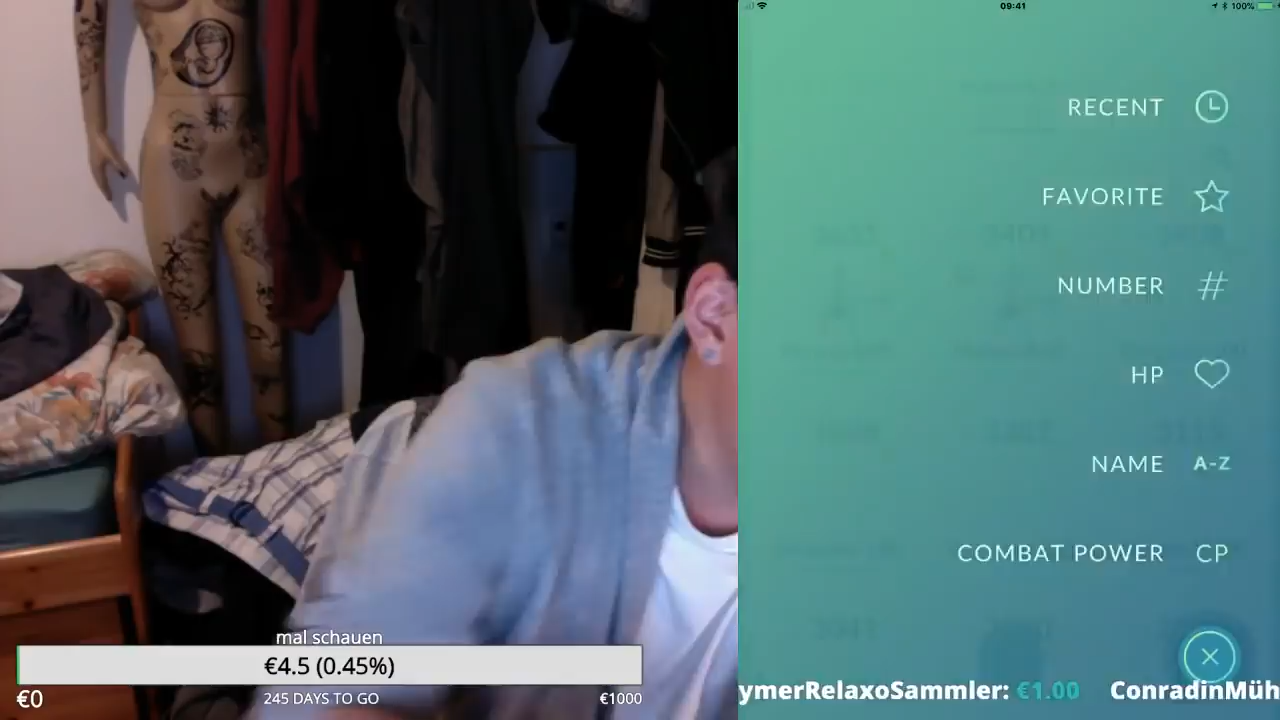 mal schauen
€4.5 (0.45%)
€0
245 DAYS TO GO
€1000
09:41
100%
RECENT
FAVORITE
NUMBER #
HP
NAME A-Z
COMBAT POWER CP
ymerRelaxoSammler: €1.00 ConradinMüh